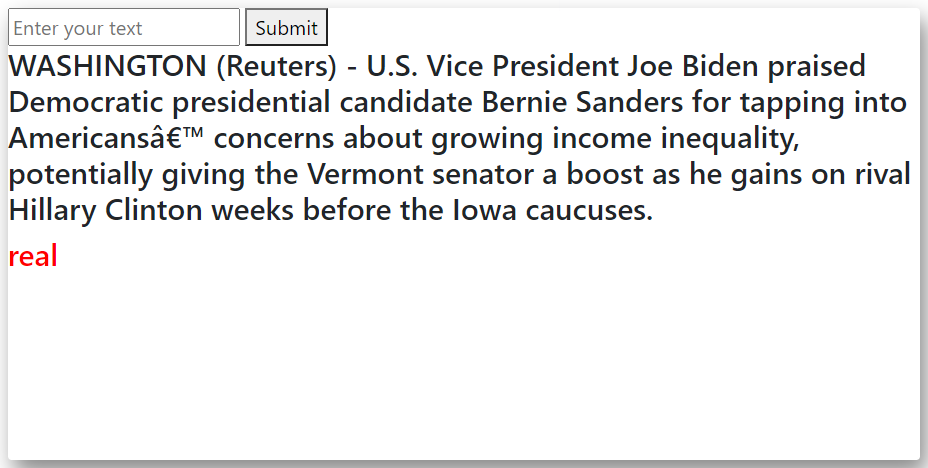 Enter your text Submit
WASHINGTON (Reuters) - U.S. Vice President Joe Biden praised
Democratic presidential candidate Bernie Sanders for tapping into
Americansâ€™ concerns about growing income inequality,
potentially giving the Vermont senator a boost as he gains on rival
Hillary Clinton weeks before the Iowa caucuses.
real